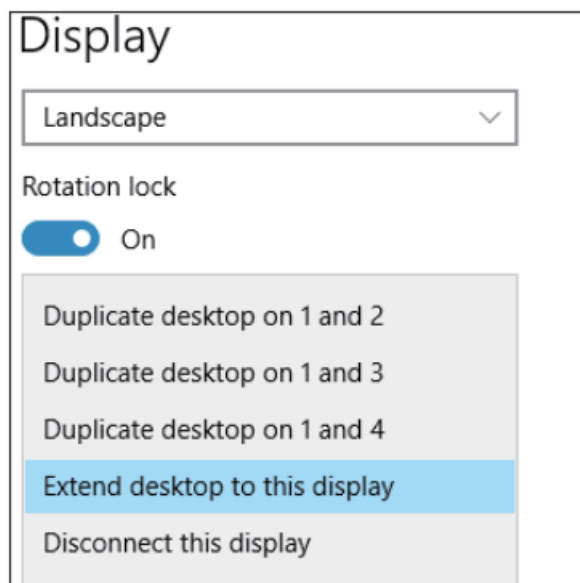 Display
Landscape
Rotation lock
On
Duplicate desktop on 1 and 2
Duplicate desktop on 1 and 3
Duplicate desktop on 1 and 4
Extend desktop to this display
Disconnect this display